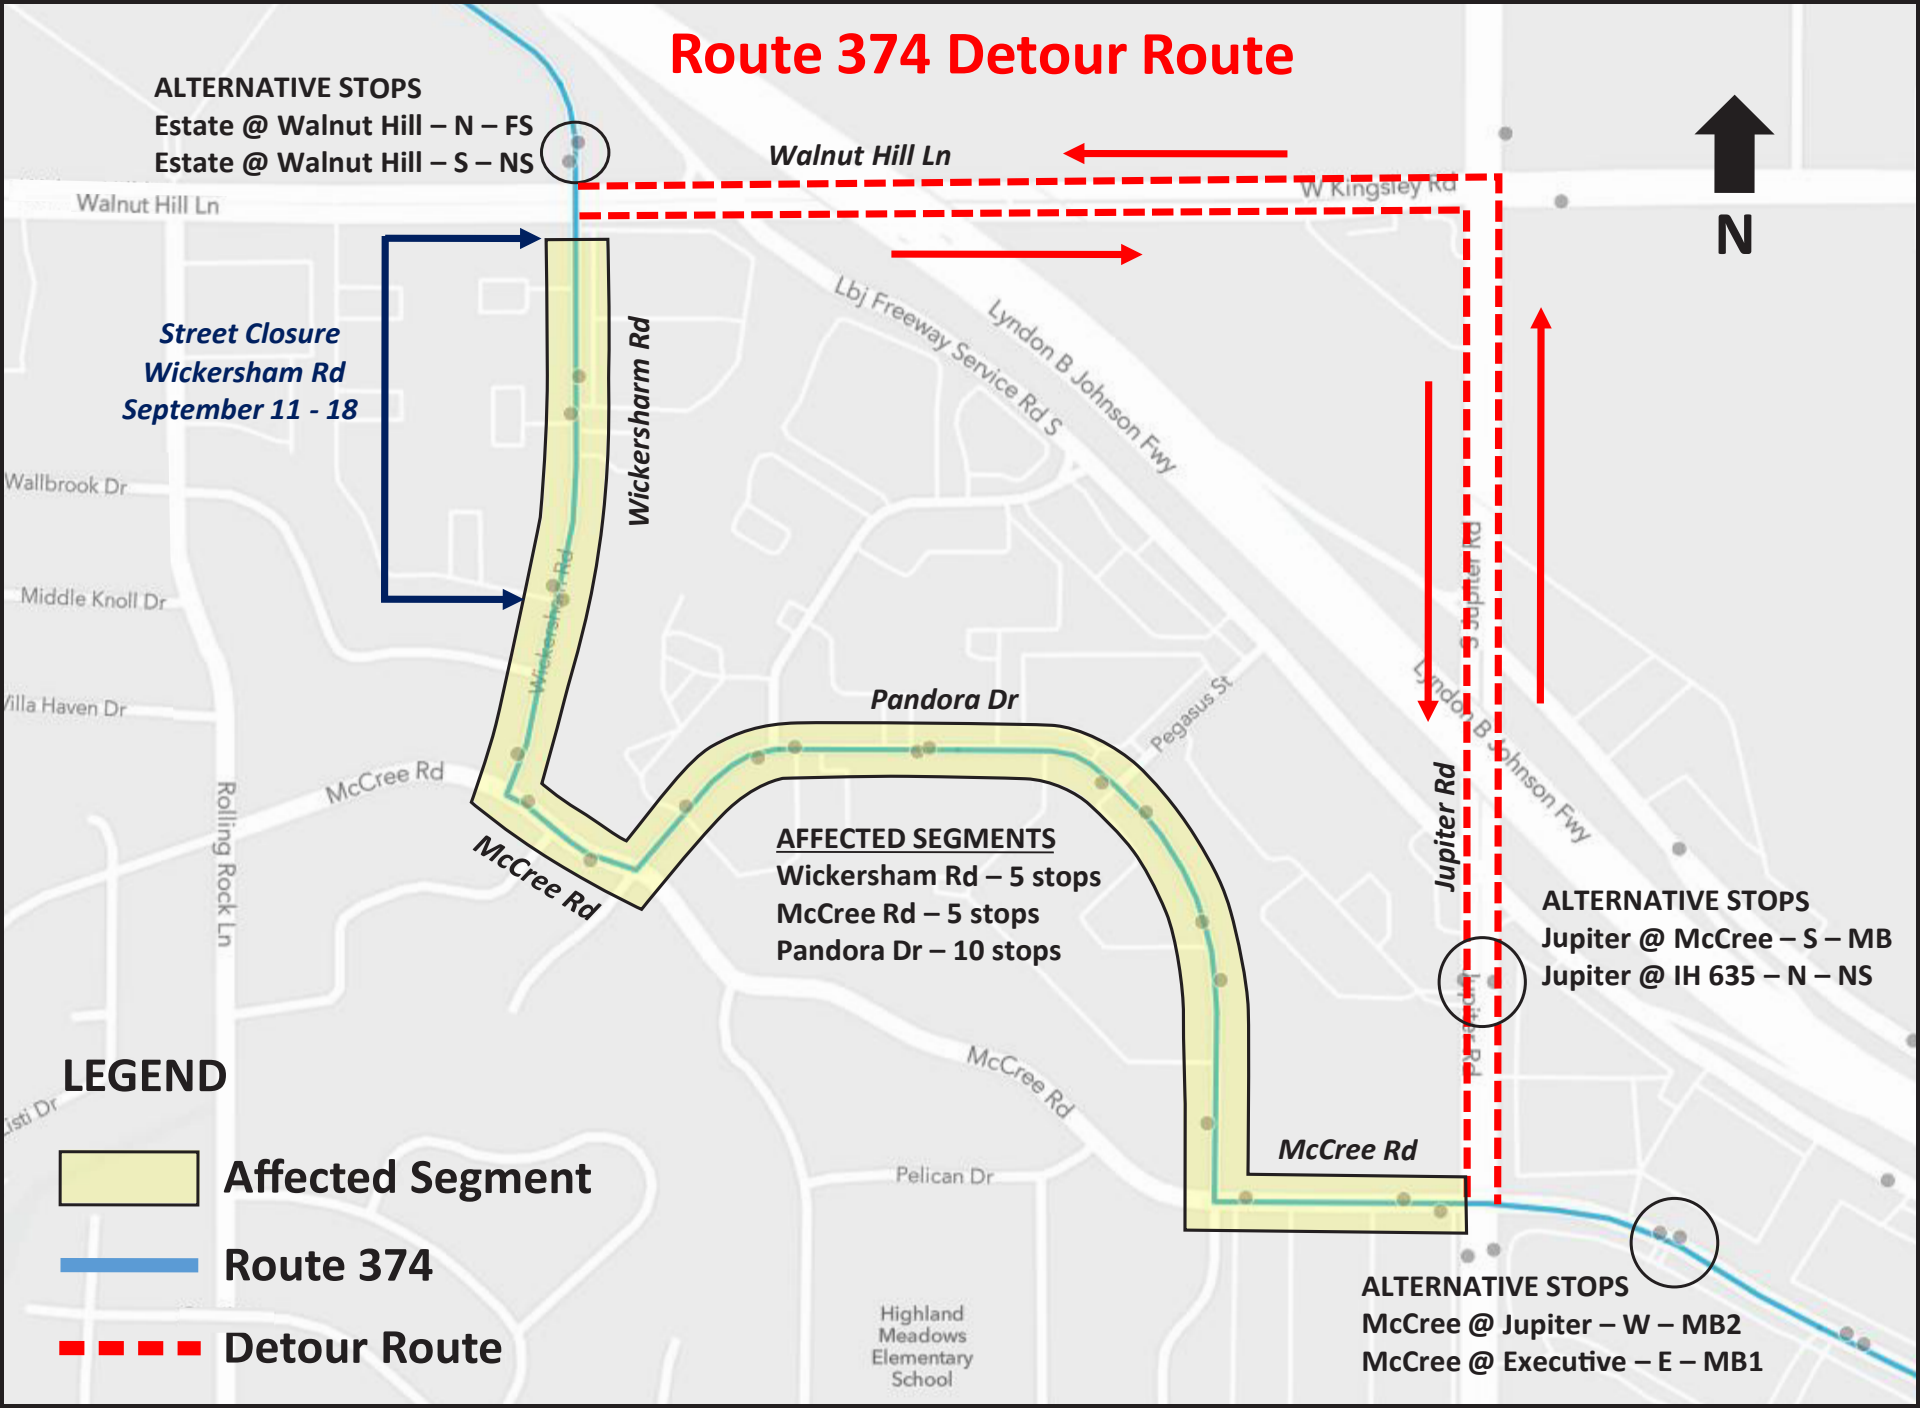 Route 374 Detour Route
ALTERNATIVE STOPS
Estate @ Walnut Hill – N – FS
Estate @ Walnut Hill – S – NS
Walnut Hill Ln
W Kingsley Rd
Walnut Hill Ln
N
Street Closure
Wickersham Rd
September 11 - 18
Wickersharm Rd
Lbj Freeway Service Rd S
Lyndon B Johnson Fwy
Wallbrook Dr
Middle Knoll Dr
Villa Haven Dr
Wickersham Rd
S Jupiter Rd
Lyndon B Johnson Fwy
Pandora Dr
Pegasus St
McCree Rd
Rolling Rock Ln
McCree Rd
Jupiter Rd
AFFECTED SEGMENTS
Wickersham Rd – 5 stops
McCree Rd – 5 stops
Pandora Dr – 10 stops
ALTERNATIVE STOPS
Jupiter @ McCree – S – MB
Jupiter @ IH 635 – N – NS
Jupiter Rd
McCree Rd
McCree Rd
Pelican Dr
Listi Dr
LEGEND
Affected Segment
Route 374
Detour Route
Highland
Meadows
Elementary
School
ALTERNATIVE STOPS
McCree @ Jupiter – W – MB2
McCree @ Executive – E – MB1